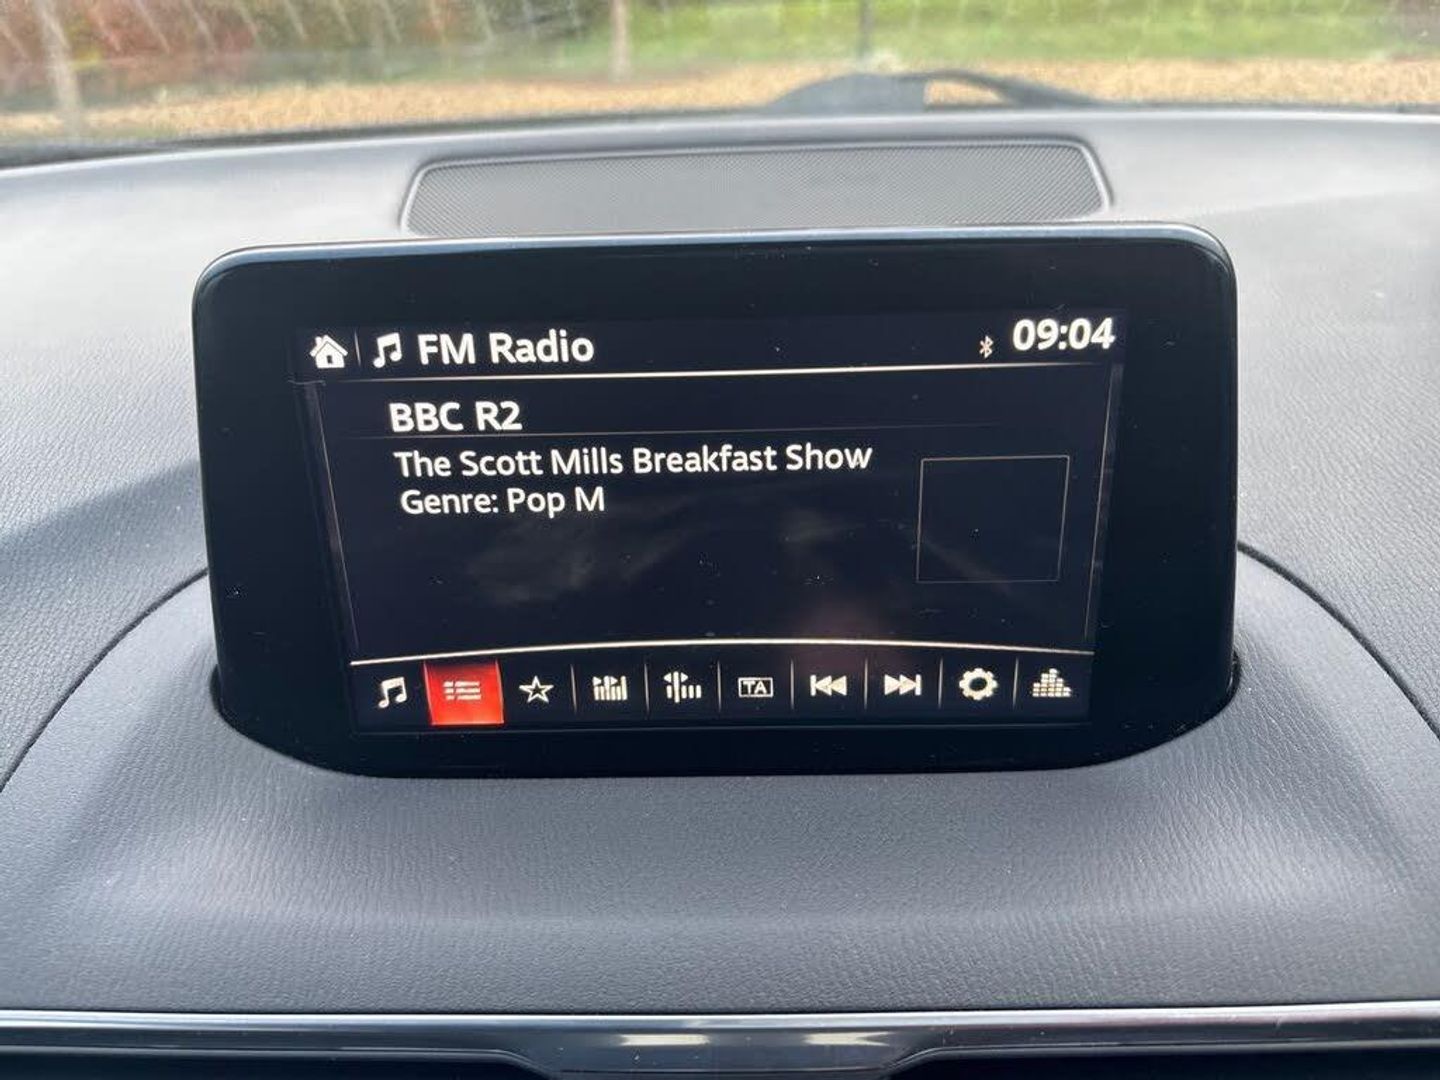 FM Radio
09:04
BBC R2
The Scott Mills Breakfast Show
Genre: Pop M
TA